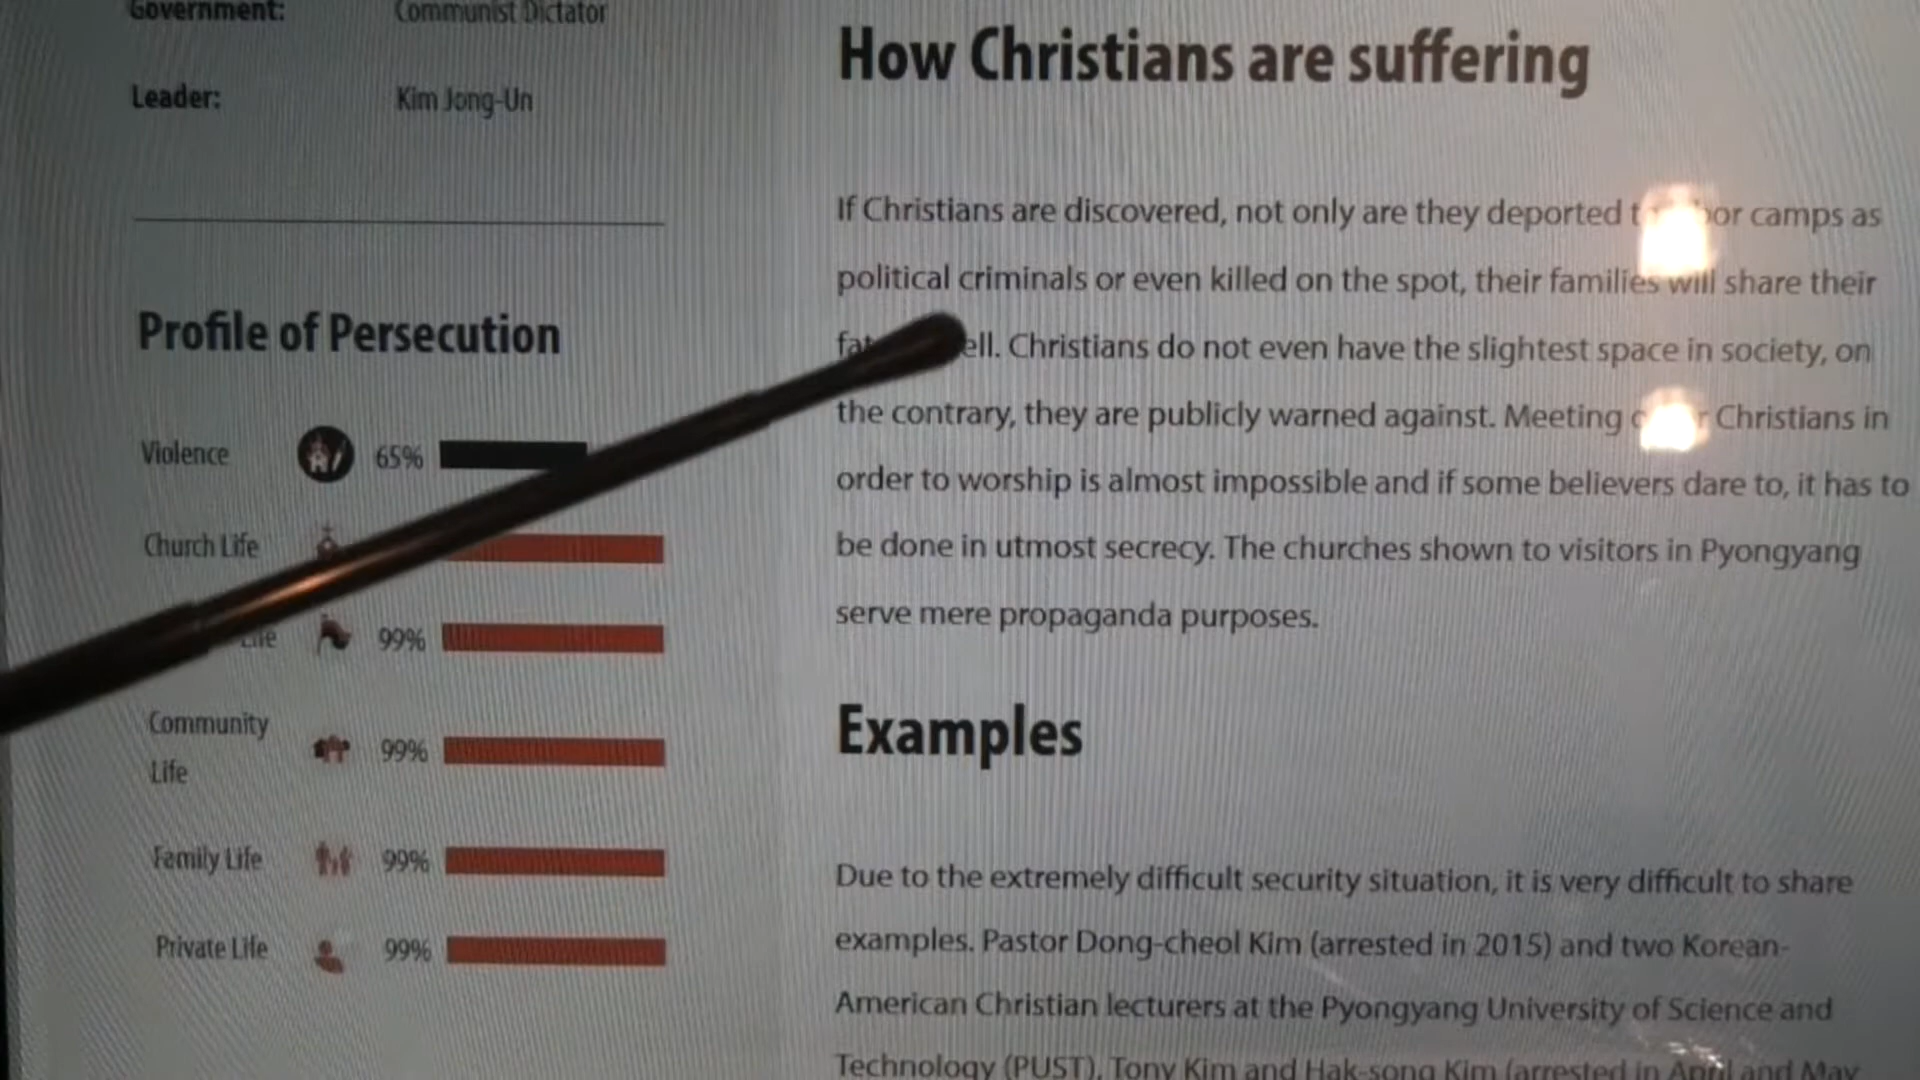 Government: Communist Dictator
Leader: Kim Jong-Un
Profile of Persecution
Violence 65%
Church Life
Life 99%
Community
Life 99%
Family Life 99%
Private Life 99%
How Christians are suffering
If Christians are discovered, not only are they deported camps as
political criminals or even killed on the spot, their families will share their
Christians do not even have the slightest space in society, on
the contrary, they are publicly warned against. Meeting Christians in
order to worship is almost impossible and if some believers dare to, it has to
be done in utmost secrecy. The churches shown to visitors in Pyongyang
serve mere propaganda purposes.
Examples
Due to the extremely difficult security situation, it is very difficult to share
examples. Pastor Dong-cheol Kim (arrested in 2015) and two Korean-
American Christian lecturers at the Pyongyang University of Science and
Technology (PUST), Tony Kim and Hak-song Kim (arrested in April and May